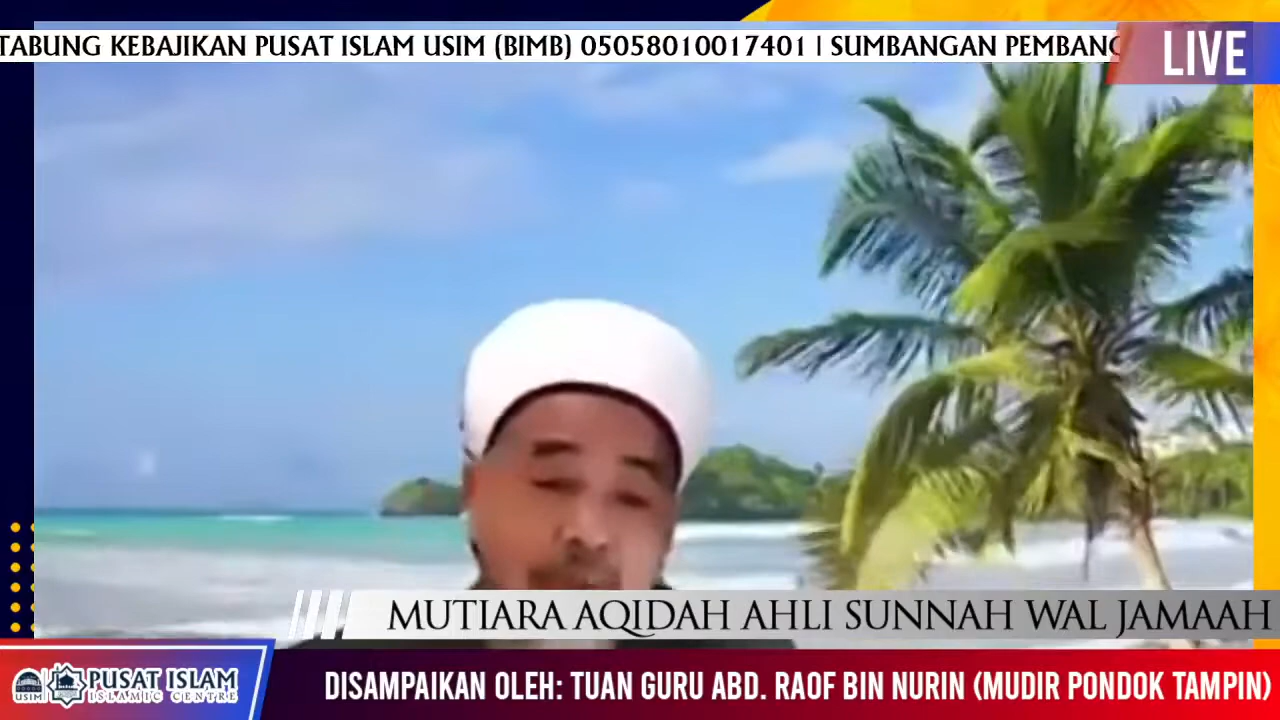 TABUNG KEBAJIKAN PUSAT ISLAM USIM (BIMB) 05058010017401 | SUMBANGAN PEMBANG
LIVE
MUTIARA AQIDAH AHLI SUNNAH WAL JAMAAH
USIM
PUSAT ISLAM
ISLAMIC CENTRE
DISAMPAIKAN OLEH: TUAN GURU ABD. RAOF BIN NURIN (MUDIR PONDOK TAMPIN)